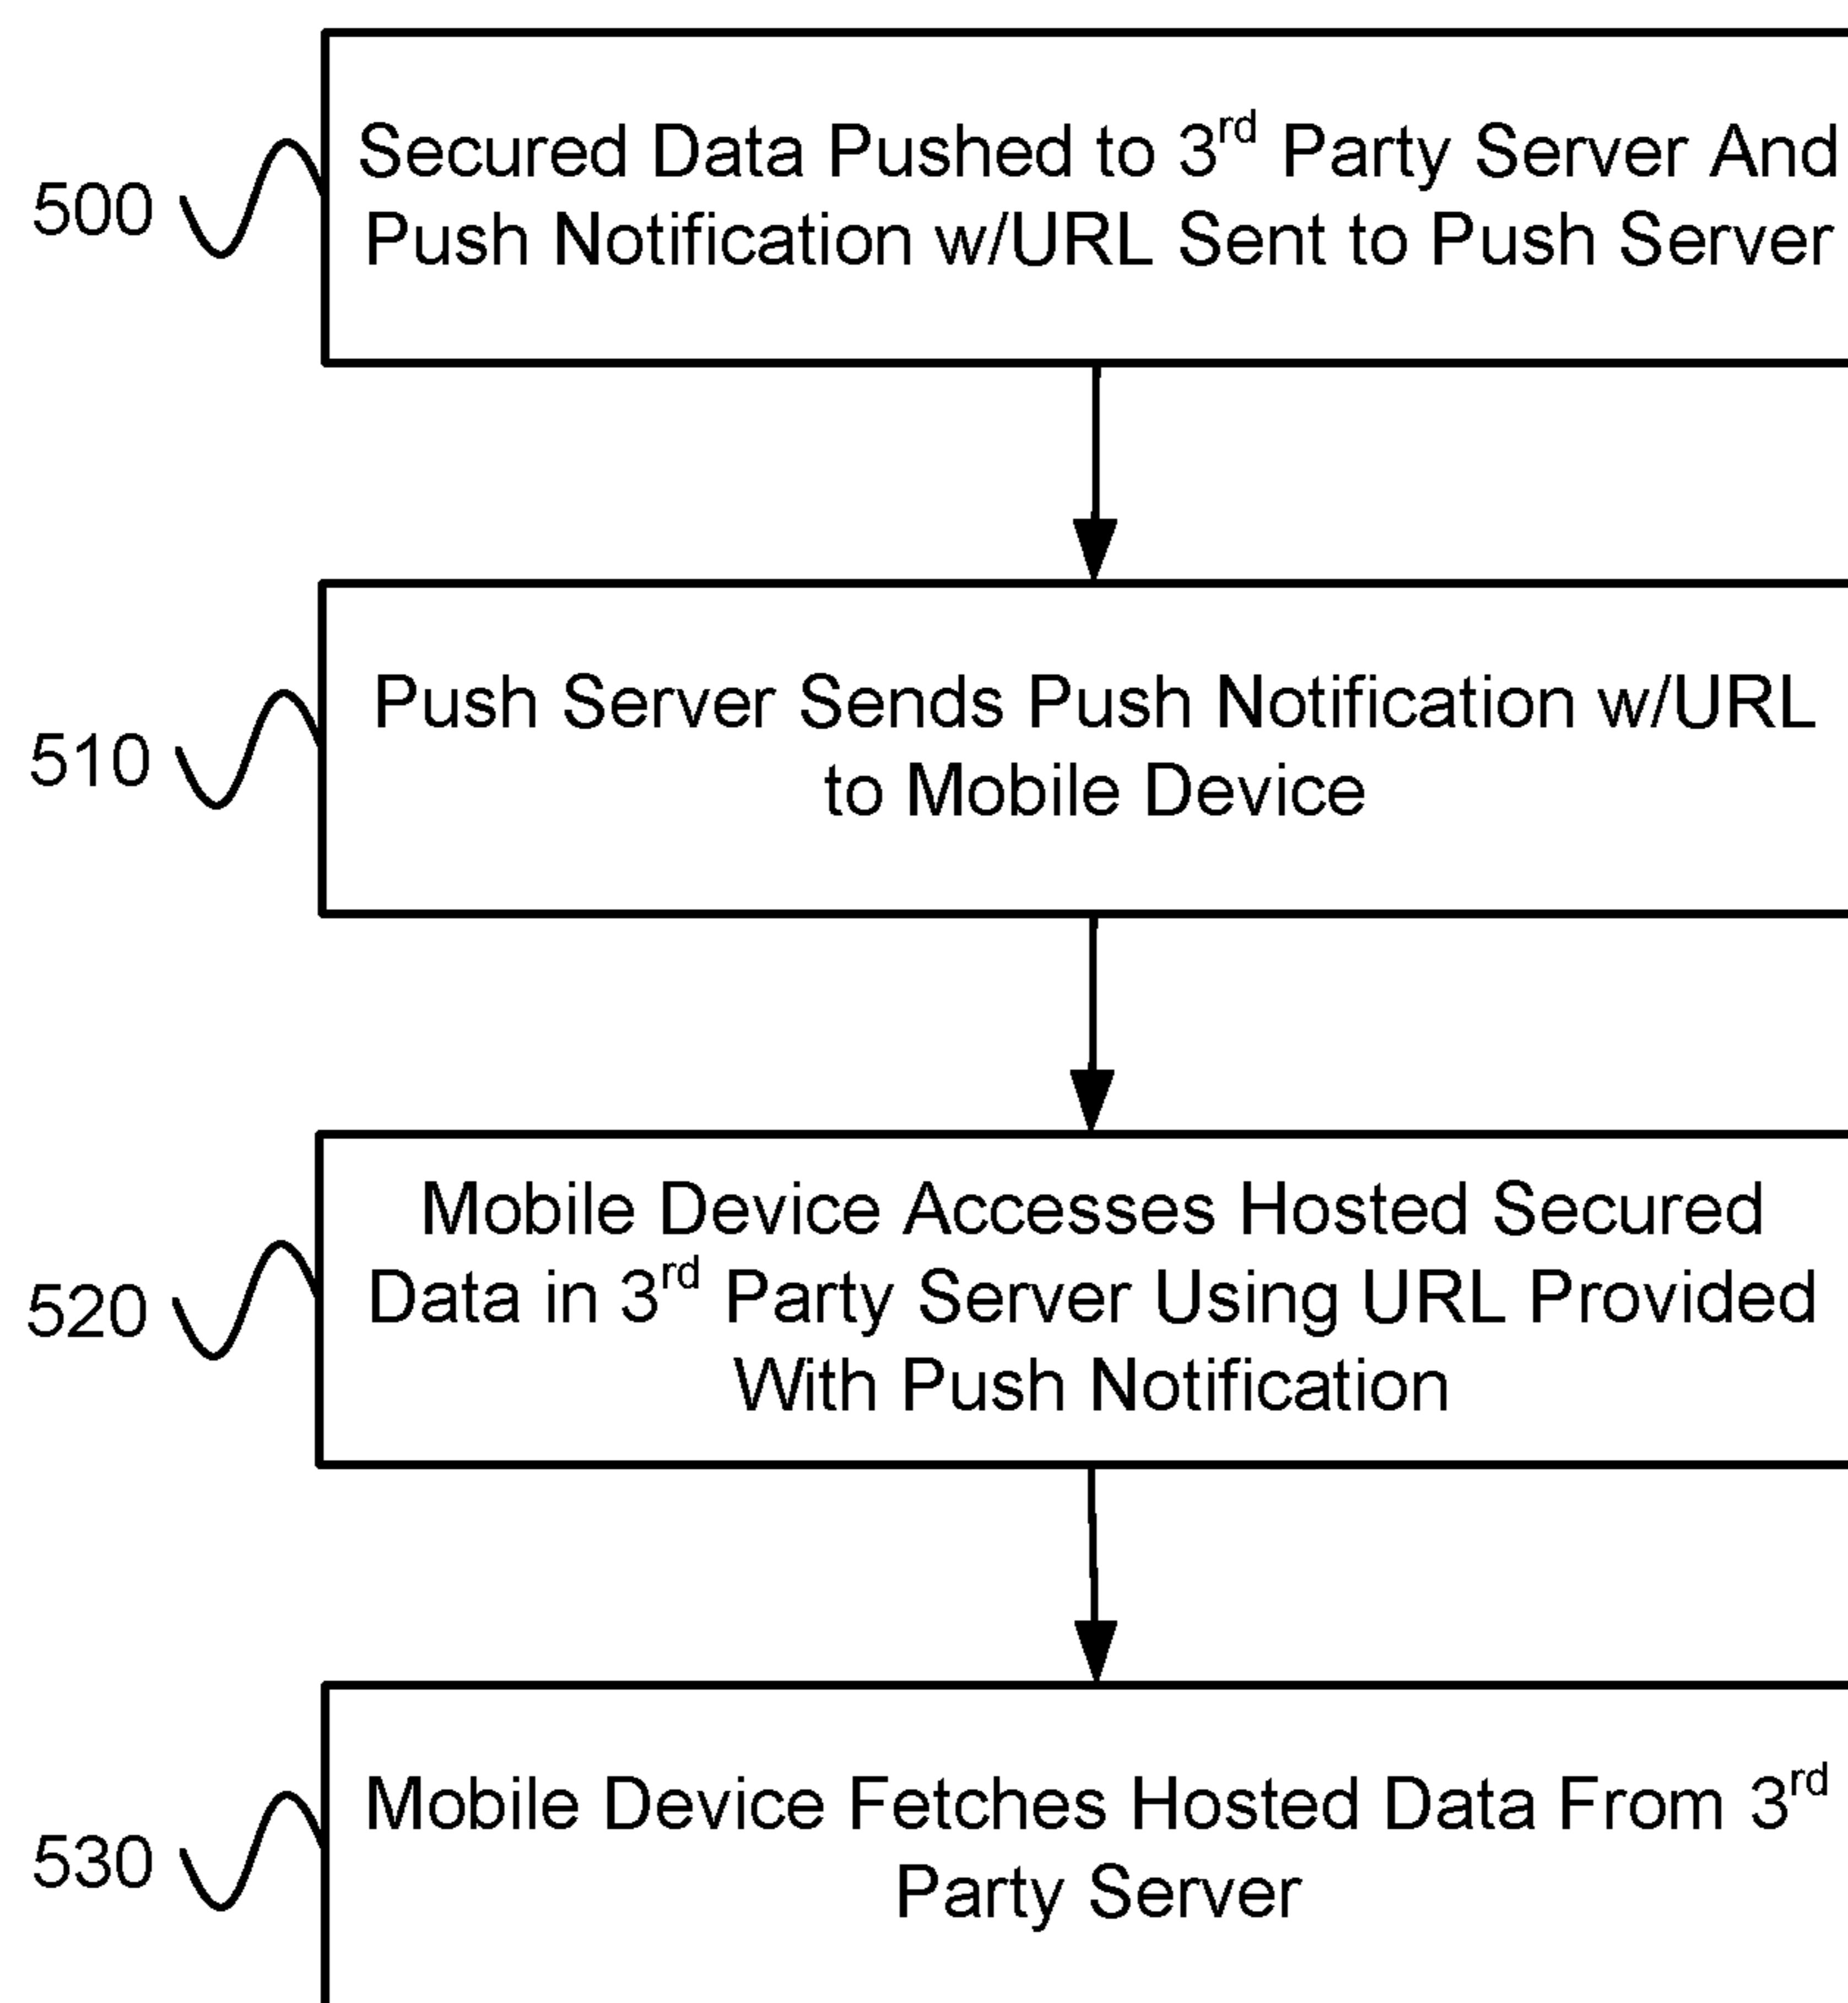 500
Secured Data Pushed to 3rd Party Server And
Push Notification w/URL Sent to Push Server
510
Push Server Sends Push Notification w/URL
to Mobile Device
520
Mobile Device Accesses Hosted Secured
Data in 3rd Party Server Using URL Provided
With Push Notification
530
Mobile Device Fetches Hosted Data From 3rd
Party Server